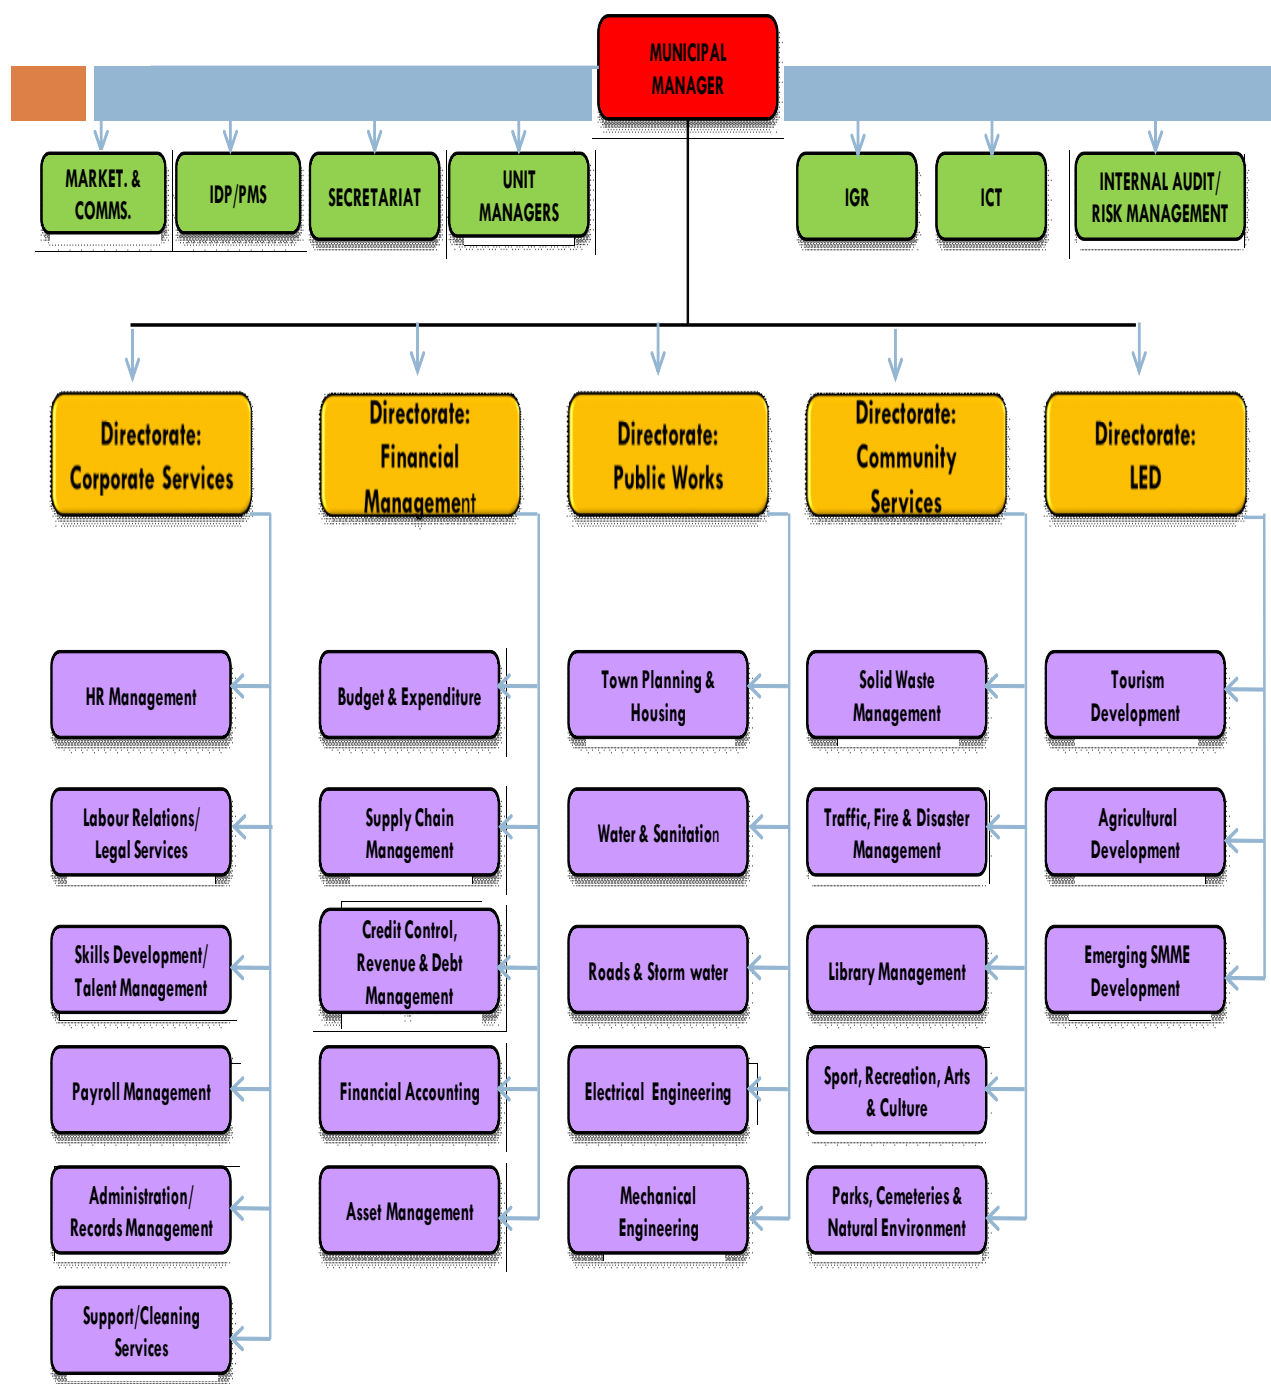 MUNICIPAL
MANAGER
MARKET. &
COMMS.
IDP/PMS
SECRETARIAT
UNIT
MANAGERS
IGR
ICT
INTERNAL AUDIT/
RISK MANAGEMENT
Directorate:
Corporate Services
Directorate:
Financial
Management
Directorate:
Public Works
Directorate:
Community
Services
Directorate:
LED
HR Management
Budget & Expenditure
Town Planning &
Housing
Solid Waste
Management
Tourism
Development
Labour Relations/
Legal Services
Supply Chain
Management
Water & Sanitation
Traffic, Fire & Disaster
Management
Agricultural
Development
Skills Development/
Talent Management
Credit Control,
Revenue & Debt
Management
Roads & Storm water
Library Management
Emerging SMME
Development
Payroll Management
Financial Accounting
Electrical Engineering
Sport, Recreation, Arts
& Culture
Administration/
Records Management
Asset Management
Mechanical
Engineering
Parks, Cemeteries &
Natural Environment
Support/Cleaning
Services